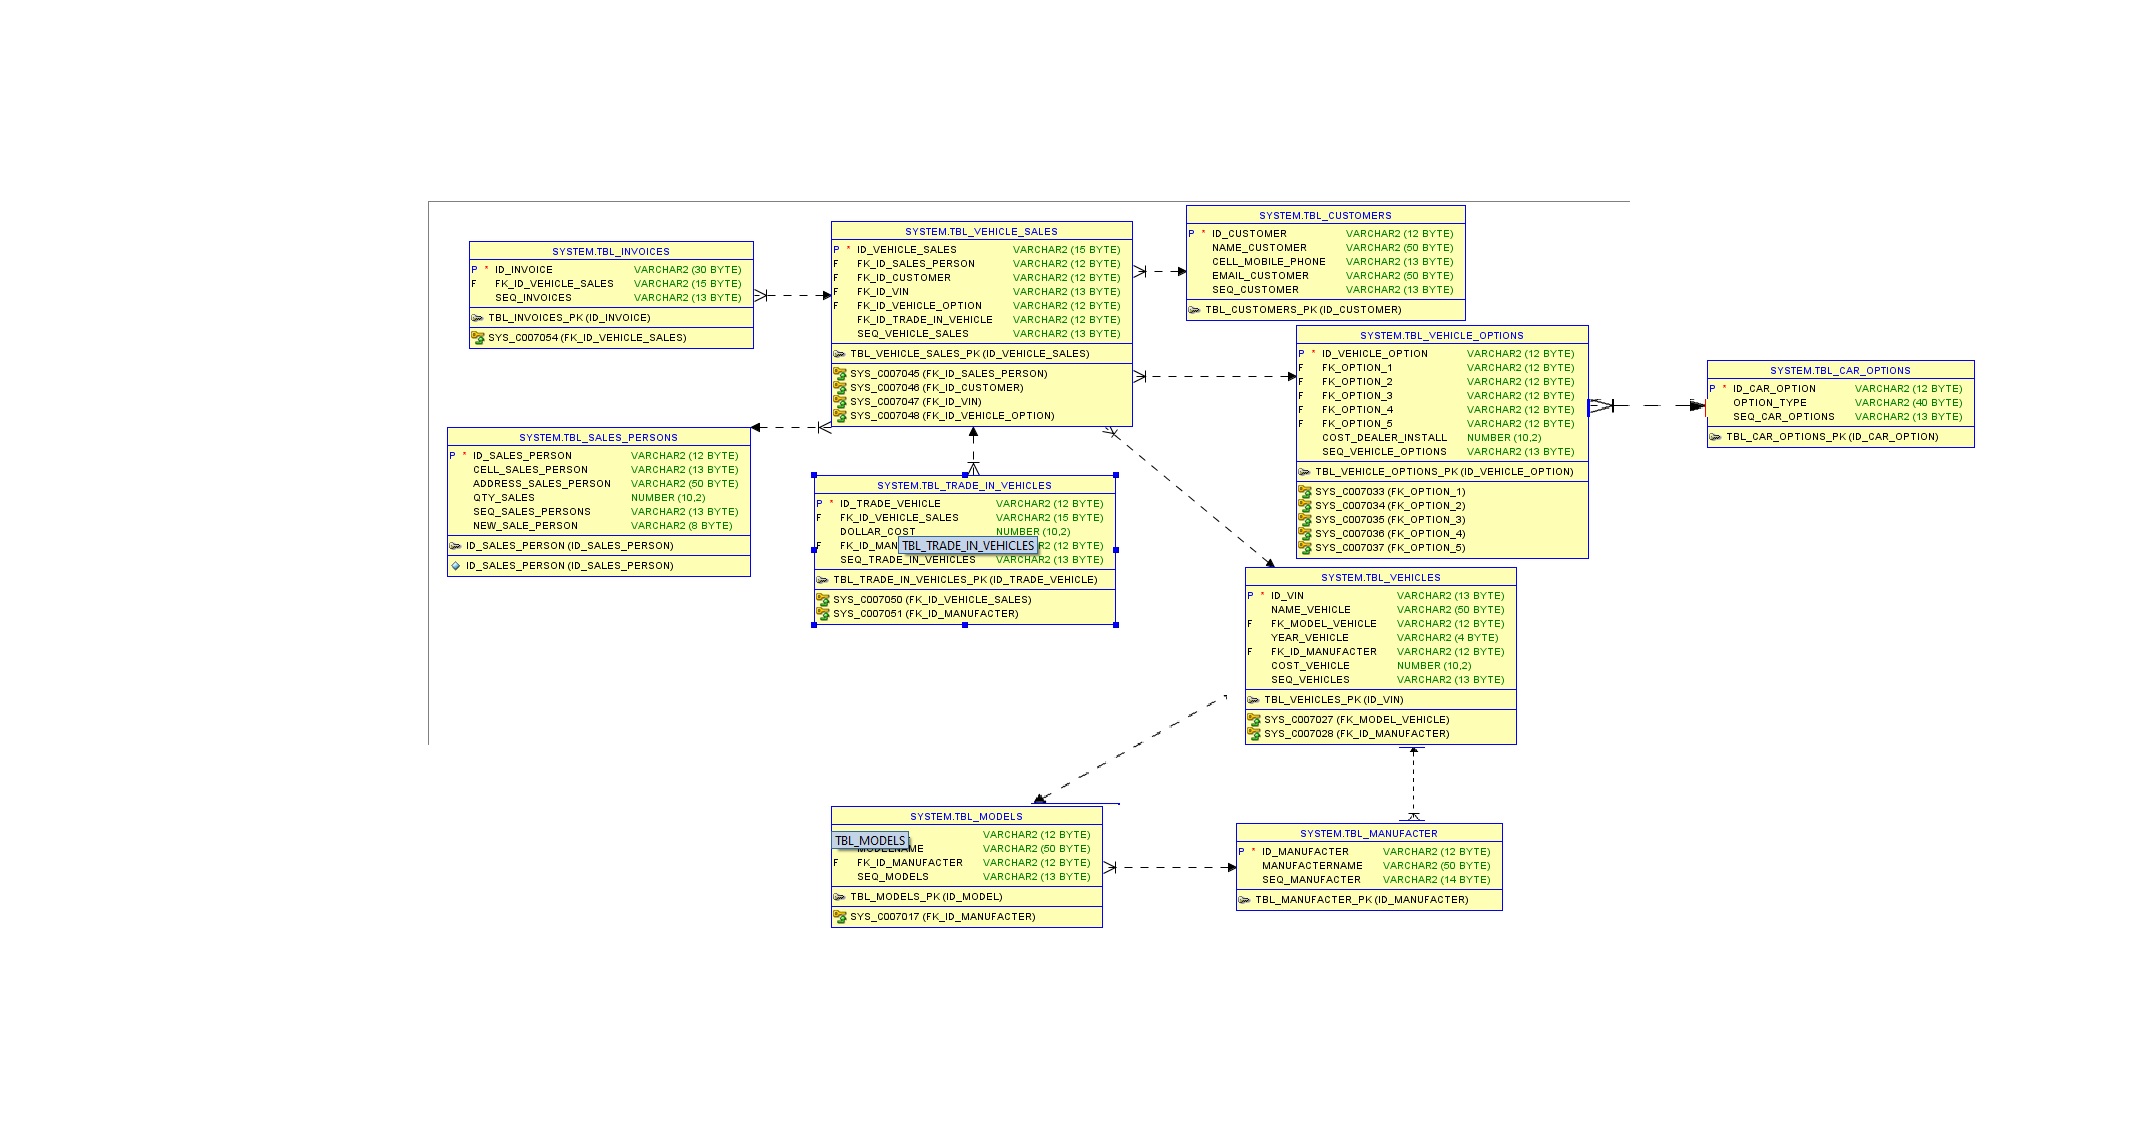 SYSTEM.TBL_INVOICES
P * ID_INVOICE VARCHAR2 (30 BYTE)
F FK_ID_VEHICLE_SALES VARCHAR2 (15 BYTE)
SEQ_INVOICES VARCHAR2 (13 BYTE)
TBL_INVOICES_PK (ID_INVOICE)
SYS_C007054 (FK_ID_VEHICLE_SALES)
SYSTEM.TBL_VEHICLE_SALES
P * ID_VEHICLE_SALES VARCHAR2 (15 BYTE)
F FK_ID_SALES_PERSON VARCHAR2 (12 BYTE)
F FK_ID_CUSTOMER VARCHAR2 (12 BYTE)
F FK_ID_VIN VARCHAR2 (13 BYTE)
F FK_ID_VEHICLE_OPTION VARCHAR2 (12 BYTE)
FK_ID_TRADE_IN_VEHICLE VARCHAR2 (12 BYTE)
SEQ_VEHICLE_SALES VARCHAR2 (13 BYTE)
TBL_VEHICLE_SALES_PK (ID_VEHICLE_SALES)
SYS_C007045 (FK_ID_SALES_PERSON)
SYS_C007046 (FK_ID_CUSTOMER)
SYS_C007047 (FK_ID_VIN)
SYS_C007048 (FK_ID_VEHICLE_OPTION)
SYSTEM.TBL_CUSTOMERS
P * ID_CUSTOMER VARCHAR2 (12 BYTE)
NAME_CUSTOMER VARCHAR2 (50 BYTE)
CELL_MOBILE_PHONE VARCHAR2 (13 BYTE)
EMAIL_CUSTOMER VARCHAR2 (50 BYTE)
SEQ_CUSTOMER VARCHAR2 (13 BYTE)
TBL_CUSTOMERS_PK (ID_CUSTOMER)
SYSTEM.TBL_VEHICLE_OPTIONS
P * ID_VEHICLE_OPTION VARCHAR2 (12 BYTE)
F FK_OPTION_1 VARCHAR2 (12 BYTE)
F FK_OPTION_2 VARCHAR2 (12 BYTE)
F FK_OPTION_3 VARCHAR2 (12 BYTE)
F FK_OPTION_4 VARCHAR2 (12 BYTE)
F FK_OPTION_5 VARCHAR2 (12 BYTE)
COST_DEALER_INSTALL NUMBER (10,2)
SEQ_VEHICLE_OPTIONS VARCHAR2 (13 BYTE)
TBL_VEHICLE_OPTIONS_PK (ID_VEHICLE_OPTION)
SYS_C007033 (FK_OPTION_1)
SYS_C007034 (FK_OPTION_2)
SYS_C007035 (FK_OPTION_3)
SYS_C007036 (FK_OPTION_4)
SYS_C007037 (FK_OPTION_5)
SYSTEM.TBL_CAR_OPTIONS
P * ID_CAR_OPTION VARCHAR2 (12 BYTE)
OPTION_TYPE VARCHAR2 (40 BYTE)
SEQ_CAR_OPTIONS VARCHAR2 (13 BYTE)
TBL_CAR_OPTIONS_PK (ID_CAR_OPTION)
SYSTEM.TBL_SALES_PERSONS
P * ID_SALES_PERSON VARCHAR2 (12 BYTE)
CELL_SALES_PERSON VARCHAR2 (13 BYTE)
ADDRESS_SALES_PERSON VARCHAR2 (50 BYTE)
QTY_SALES NUMBER (10,2)
SEQ_SALES_PERSONS VARCHAR2 (13 BYTE)
NEW_SALE_PERSON VARCHAR2 (8 BYTE)
ID_SALES_PERSON (ID_SALES_PERSON)
ID_SALES_PERSON (ID_SALES_PERSON)
SYSTEM.TBL_TRADE_IN_VEHICLES
P * ID_TRADE_VEHICLE VARCHAR2 (12 BYTE)
F FK_ID_VEHICLE_SALES VARCHAR2 (15 BYTE)
DOLLAR_COST NUMBER (10,2)
F FK_ID_MAN TBL_TRADE_IN_VEHICLES R2 (12 BYTE)
SEQ_TRADE_IN_VEHICLES VARCHAR2 (13 BYTE)
TBL_TRADE_IN_VEHICLES_PK (ID_TRADE_VEHICLE)
SYS_C007050 (FK_ID_VEHICLE_SALES)
SYS_C007051 (FK_ID_MANUFACTER)
SYSTEM.TBL_VEHICLES
P * ID_VIN VARCHAR2 (13 BYTE)
NAME_VEHICLE VARCHAR2 (50 BYTE)
F FK_MODEL_VEHICLE VARCHAR2 (12 BYTE)
YEAR_VEHICLE VARCHAR2 (4 BYTE)
F FK_ID_MANUFACTER VARCHAR2 (12 BYTE)
COST_VEHICLE NUMBER (10,2)
SEQ_VEHICLES VARCHAR2 (13 BYTE)
TBL_VEHICLES_PK (ID_VIN)
SYS_C007027 (FK_MODEL_VEHICLE)
SYS_C007028 (FK_ID_MANUFACTER)
SYSTEM.TBL_MODELS
VARCHAR2 (12 BYTE)
TBL_MODELS
MODELNAME VARCHAR2 (50 BYTE)
F FK_ID_MANUFACTER VARCHAR2 (12 BYTE)
SEQ_MODELS VARCHAR2 (13 BYTE)
TBL_MODELS_PK (ID_MODEL)
SYS_C007017 (FK_ID_MANUFACTER)
SYSTEM.TBL_MANUFACTER
P * ID_MANUFACTER VARCHAR2 (12 BYTE)
MANUFACTERNAME VARCHAR2 (50 BYTE)
SEQ_MANUFACTER VARCHAR2 (14 BYTE)
TBL_MANUFACTER_PK (ID_MANUFACTER)